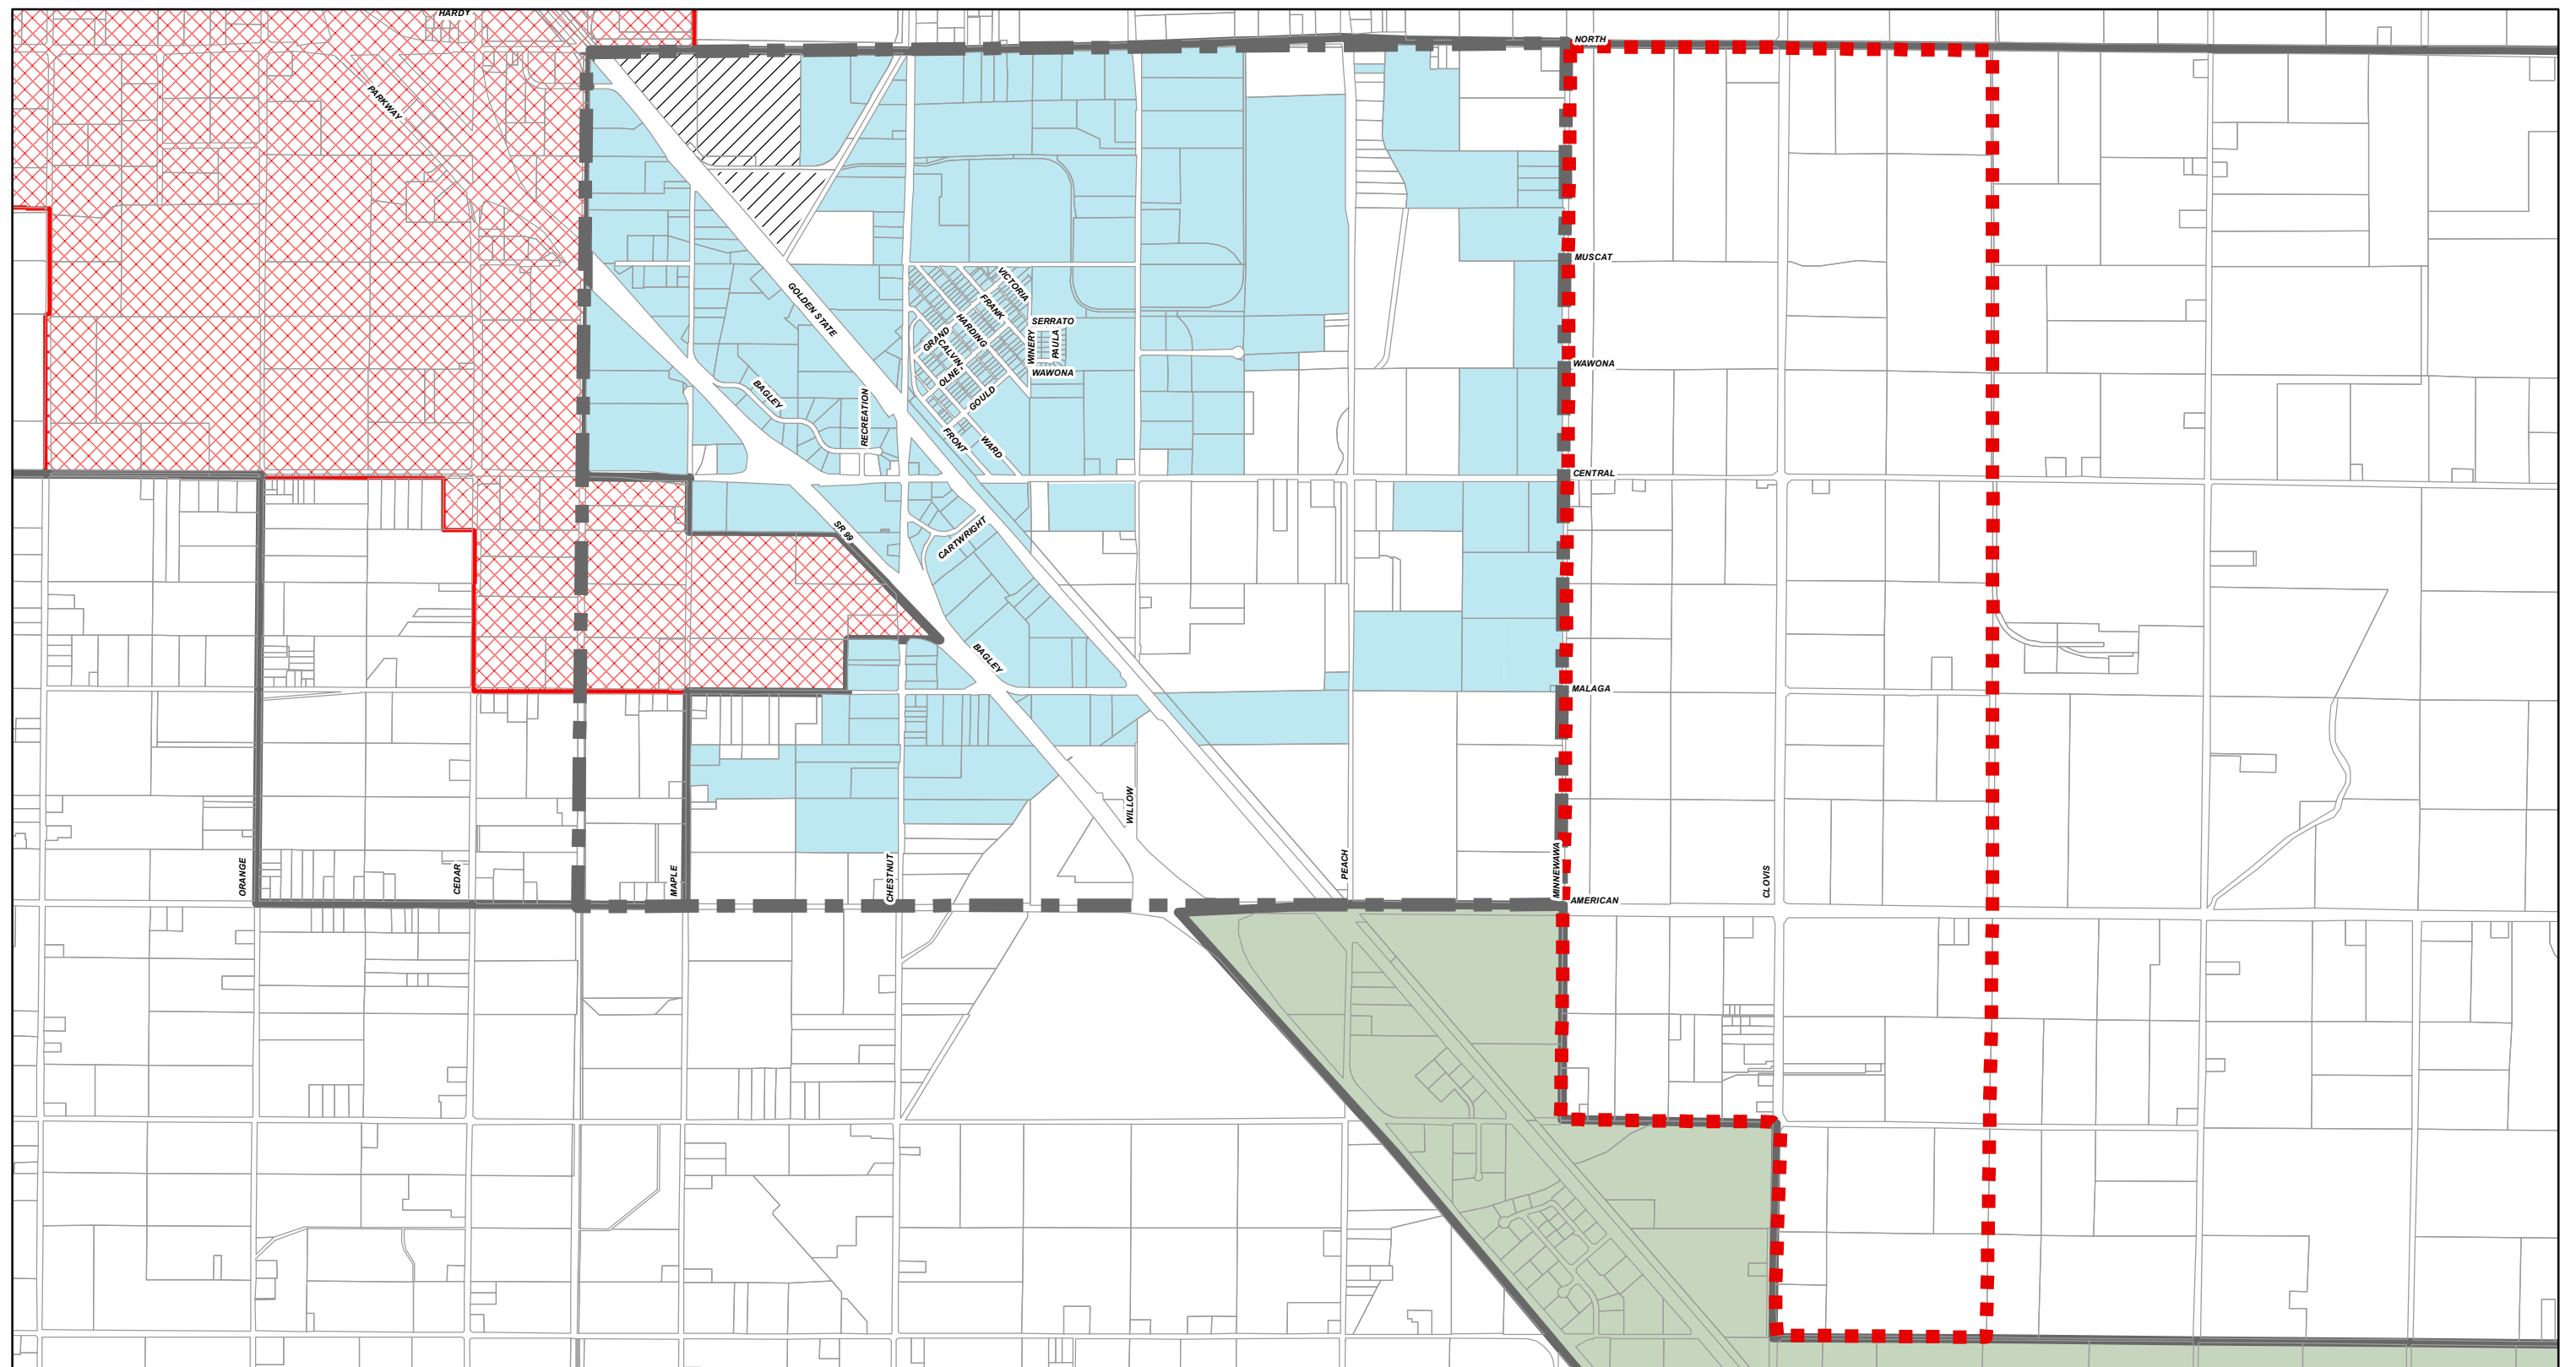 HARDY
NORTH
PARKWAY
MUSCAT
VICTORIA
GOLDEN STATE
FRANK
SERRATO
HARDING
GRAND
WINERY
PAULA
CALVIN
WAWONA
WAWONA
OLNEY
BAGLEY
GOULD
RECREATION
FRONT
WARD
CENTRAL
SR 99
CARTWRIGHT
BAGLEY
MALAGA
WILLOW
ORANGE
CEDAR
MAPLE
CHESTNUT
PEACH
MINNEWAWA
CLOVIS
AMERICAN